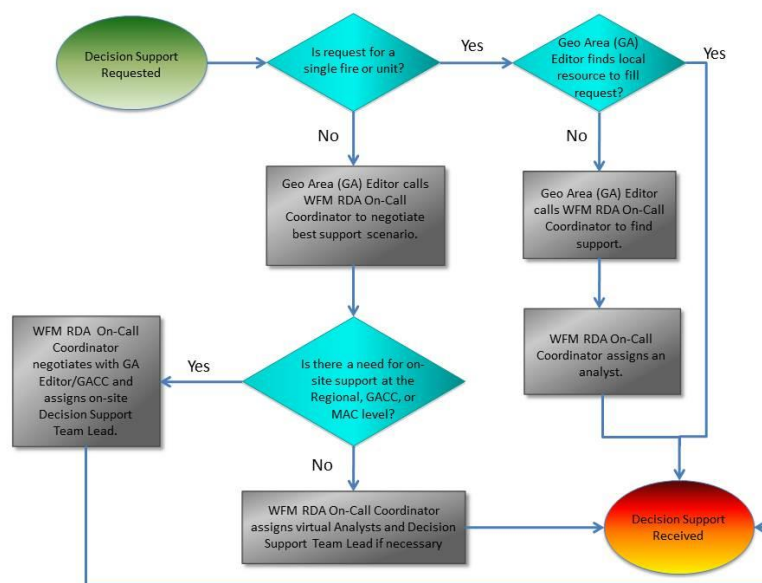 Decision Support
Requested
Is request for a
single fire or unit?
Yes
Geo Area (GA)
Editor finds local
resource to fill
request?
Yes
No
No
Geo Area (GA) Editor calls
WFM RDA On-Call
Coordinator to negotiate
best support scenario.
Geo Area (GA) Editor
calls WFM RDA On-Call
Coordinator to find
support.
WFM RDA On-Call
Coordinator
negotiates with GA
Editor/GACC and
assigns on-site
Decision Support
Team Lead.
Yes
Is there a need for on-
site support at the
Regional, GACC, or
MAC level?
WFM RDA On-Call
Coordinator assigns an
analyst.
No
WFM RDA On-Call Coordinator
assigns virtual Analysts and Decision
Support Team Lead if necessary
Decision Support
Received